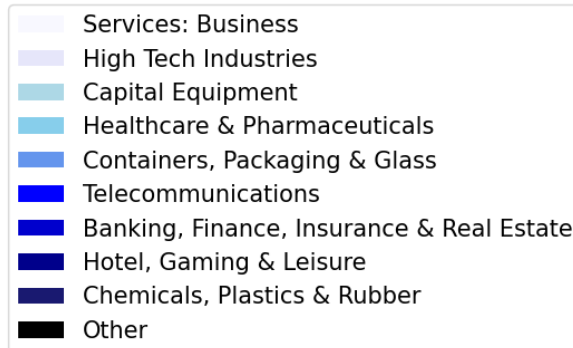 Services: Business
High Tech Industries
Capital Equipment
Healthcare & Pharmaceuticals
Containers, Packaging & Glass
Telecommunications
Banking, Finance, Insurance & Real Estate
Hotel, Gaming & Leisure
Chemicals, Plastics & Rubber
Other